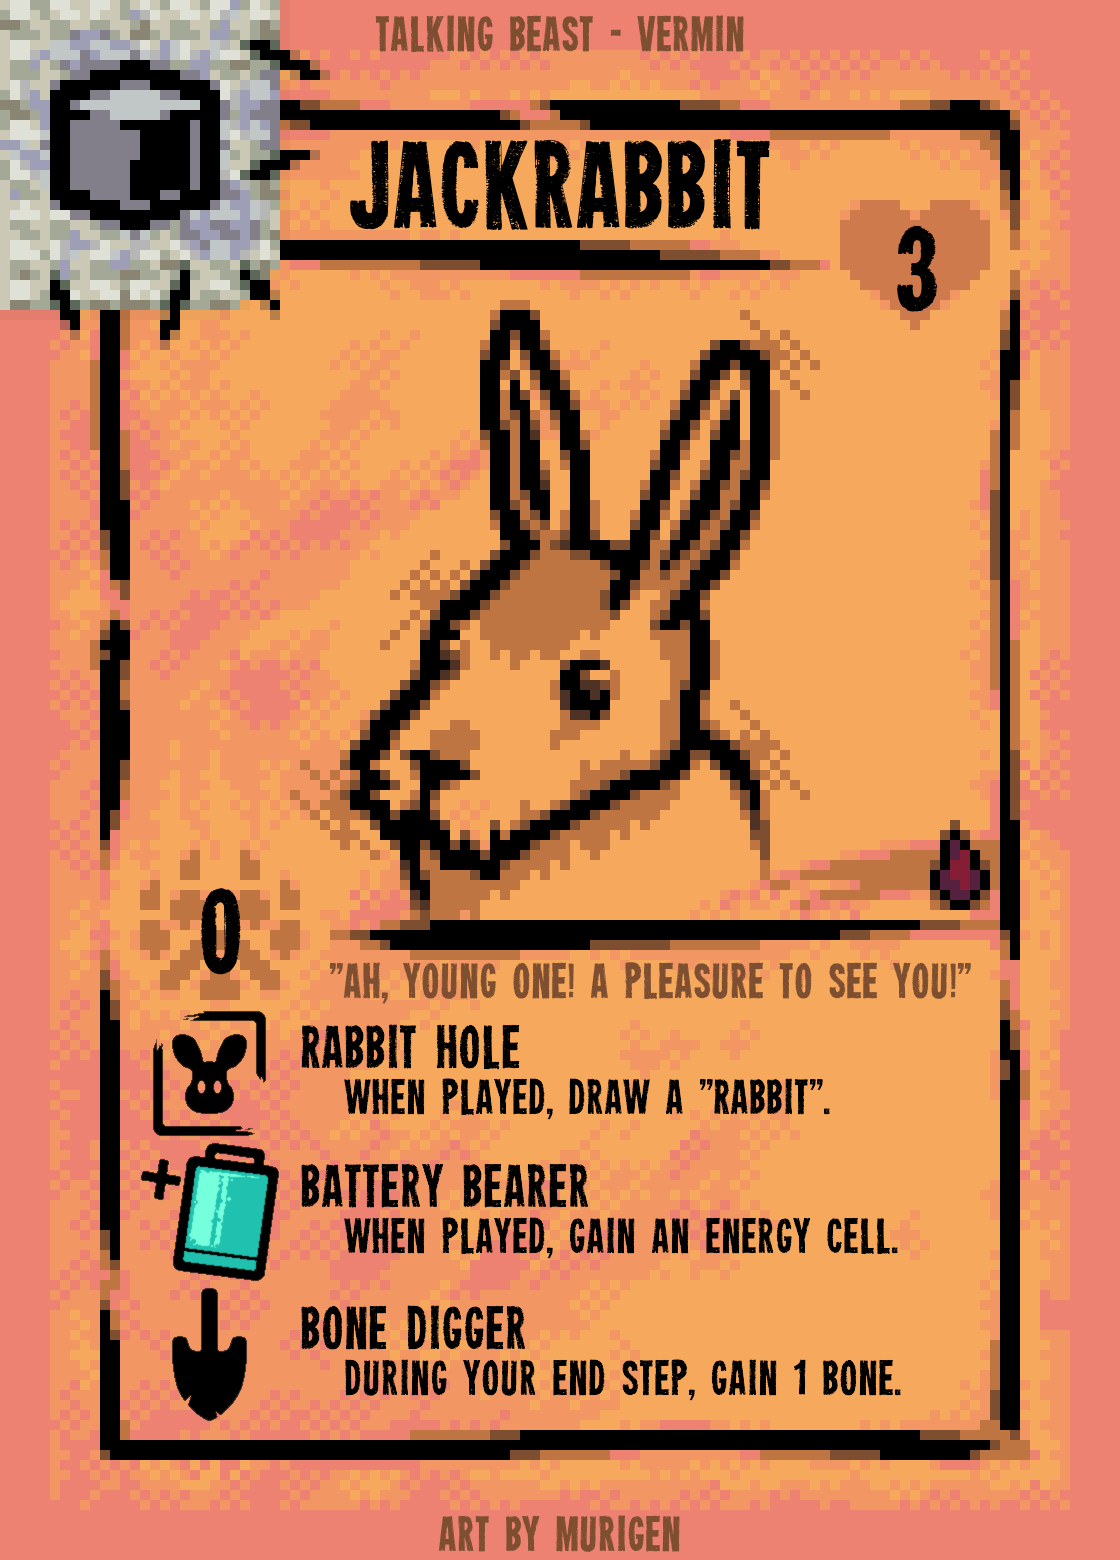 TALKING BEAST - VERMIN
JACKRABBIT
3
0
"AH, YOUNG ONE! A PLEASURE TO SEE YOU!"
RABBIT HOLE
WHEN PLAYED, DRAW A "RABBIT".
BATTERY BEARER
WHEN PLAYED, GAIN AN ENERGY CELL.
BONE DIGGER
DURING YOUR END STEP, GAIN 1 BONE.
ART BY MURIGEN